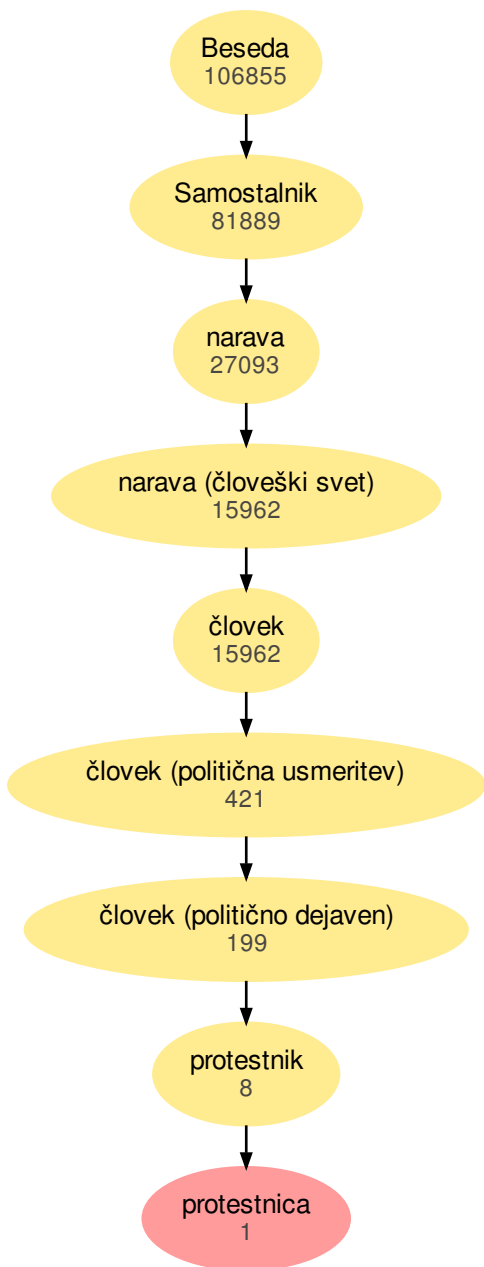 Beseda
106855
Samostalnik
81889
narava
27093
narava (človeški svet)
15962
človek
15962
človek (politična usmeritev)
421
človek (politično dejaven)
199
protestnik
8
protestnica
1